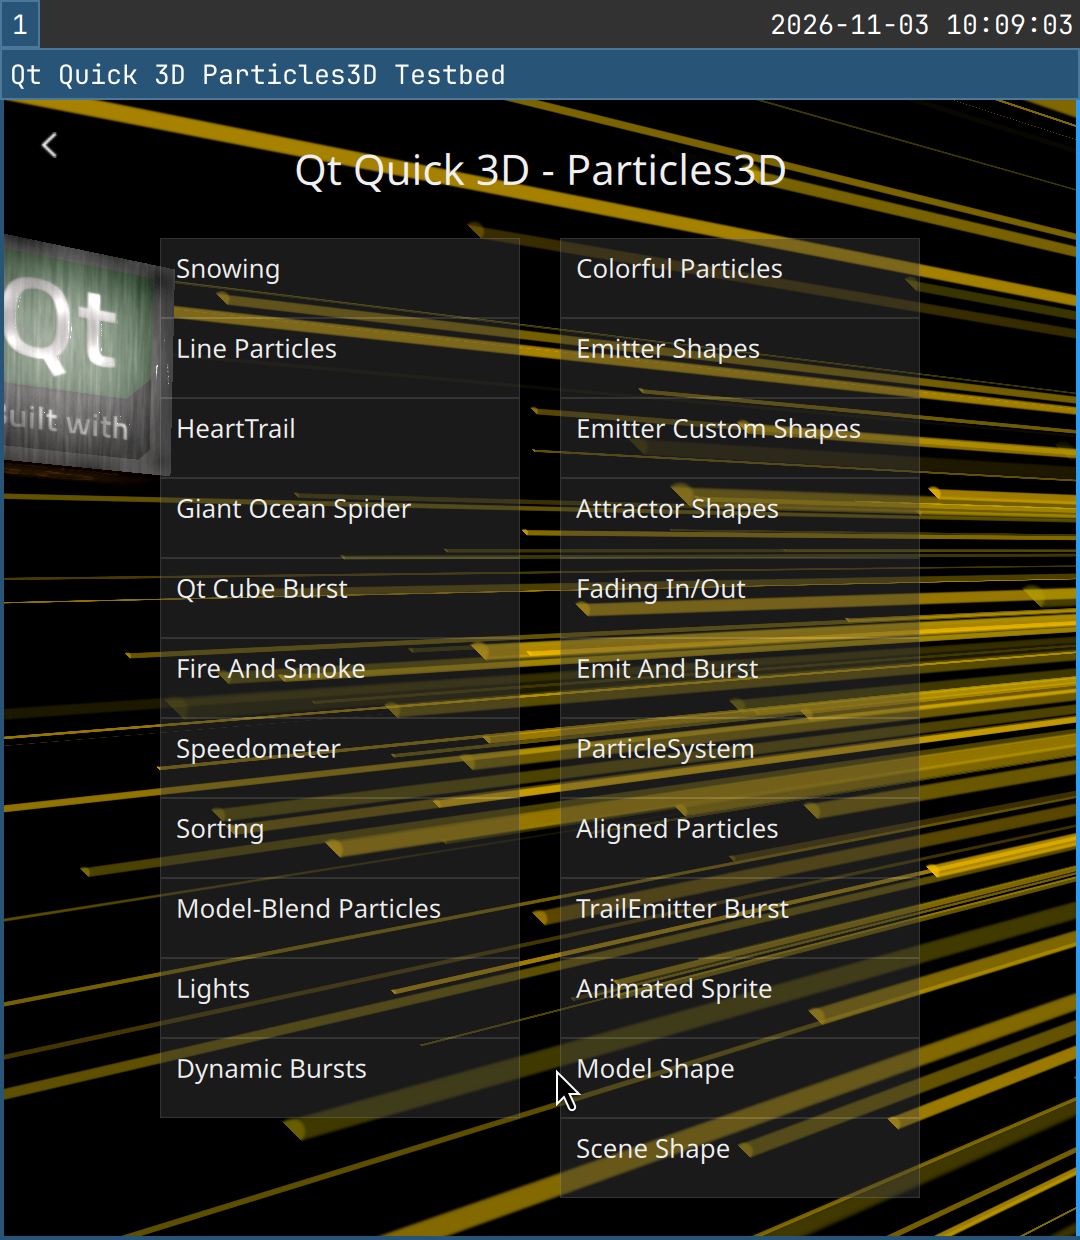 1
2026-11-03 10:09:03
Qt Quick 3D Particles3D Testbed
Qt Quick 3D - Particles3D
Qt
Built with
Snowing
Line Particles
HeartTrail
Giant Ocean Spider
Qt Cube Burst
Fire And Smoke
Speedometer
Sorting
Model-Blend Particles
Lights
Dynamic Bursts
Colorful Particles
Emitter Shapes
Emitter Custom Shapes
Attractor Shapes
Fading In/Out
Emit And Burst
ParticleSystem
Aligned Particles
TrailEmitter Burst
Animated Sprite
Model Shape
Scene Shape